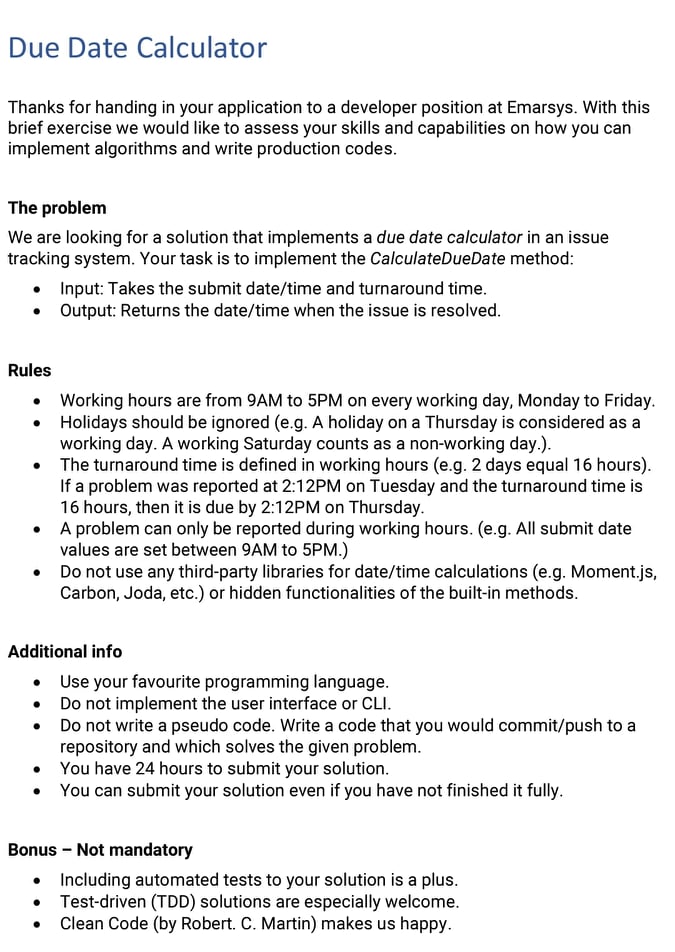 Due Date Calculator
Thanks for handing in your application to a developer position at Emarsys. With this
brief exercise we would like to assess your skills and capabilities on how you can
implement algorithms and write production codes.
The problem
We are looking for a solution that implements a due date calculator in an issue
tracking system. Your task is to implement the CalculateDueDate method:
• Input: Takes the submit date/time and turnaround time.
• Output: Returns the date/time when the issue is resolved.
Rules
• Working hours are from 9AM to 5PM on every working day, Monday to Friday.
• Holidays should be ignored (e.g. A holiday on a Thursday is considered as a
working day. A working Saturday counts as a non-working day.).
• The turnaround time is defined in working hours (e.g. 2 days equal 16 hours).
If a problem was reported at 2:12PM on Tuesday and the turnaround time is
16 hours, then it is due by 2:12PM on Thursday.
• A problem can only be reported during working hours. (e.g. All submit date
values are set between 9AM to 5PM.)
• Do not use any third-party libraries for date/time calculations (e.g. Moment.js,
Carbon, Joda, etc.) or hidden functionalities of the built-in methods.
Additional info
• Use your favourite programming language.
• Do not implement the user interface or CLI.
• Do not write a pseudo code. Write a code that you would commit/push to a
repository and which solves the given problem.
• You have 24 hours to submit your solution.
• You can submit your solution even if you have not finished it fully.
Bonus – Not mandatory
• Including automated tests to your solution is a plus.
• Test-driven (TDD) solutions are especially welcome.
• Clean Code (by Robert. C. Martin) makes us happy.